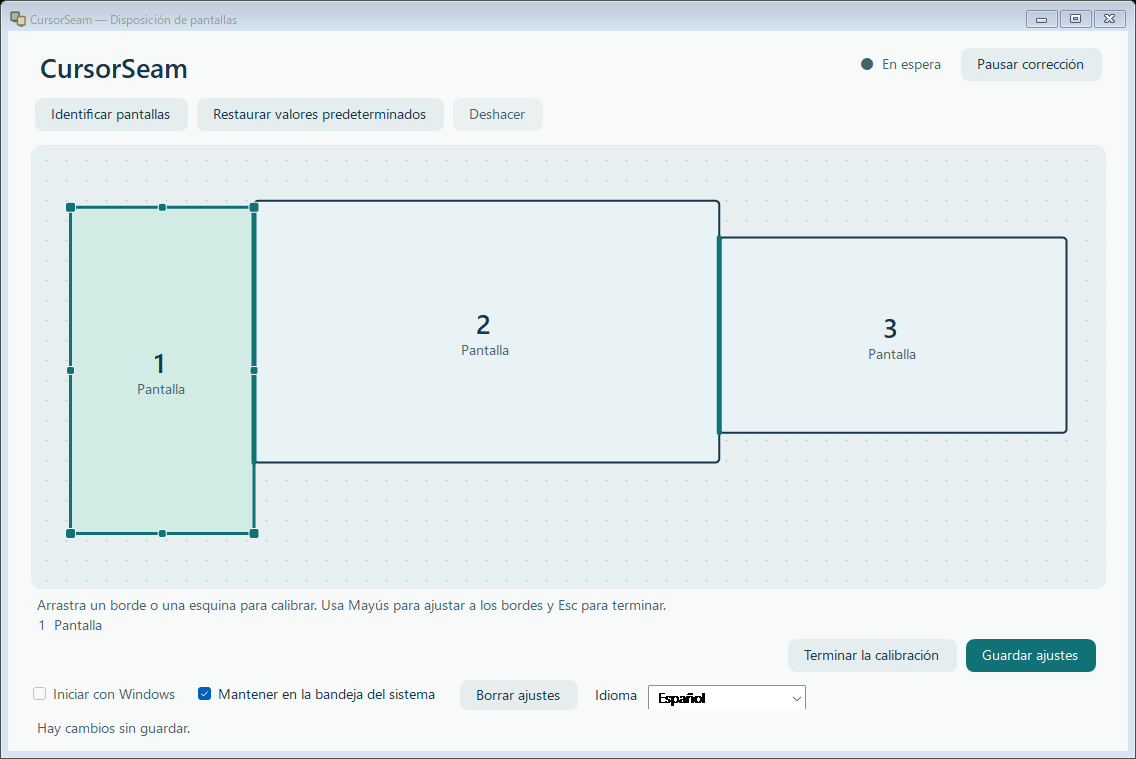 CursorSeam — Disposición de pantallas
CursorSeam
En espera
Pausar corrección
Identificar pantallas
Restaurar valores predeterminados
Deshacer
1
Pantalla
2
Pantalla
3
Pantalla
Arrastra un borde o una esquina para calibrar. Usa Mayús para ajustar a los bordes y Esc para terminar.
1 Pantalla
Terminar la calibración
Guardar ajustes
Iniciar con Windows
Mantener en la bandeja del sistema
Borrar ajustes
Idioma
Español
Hay cambios sin guardar.